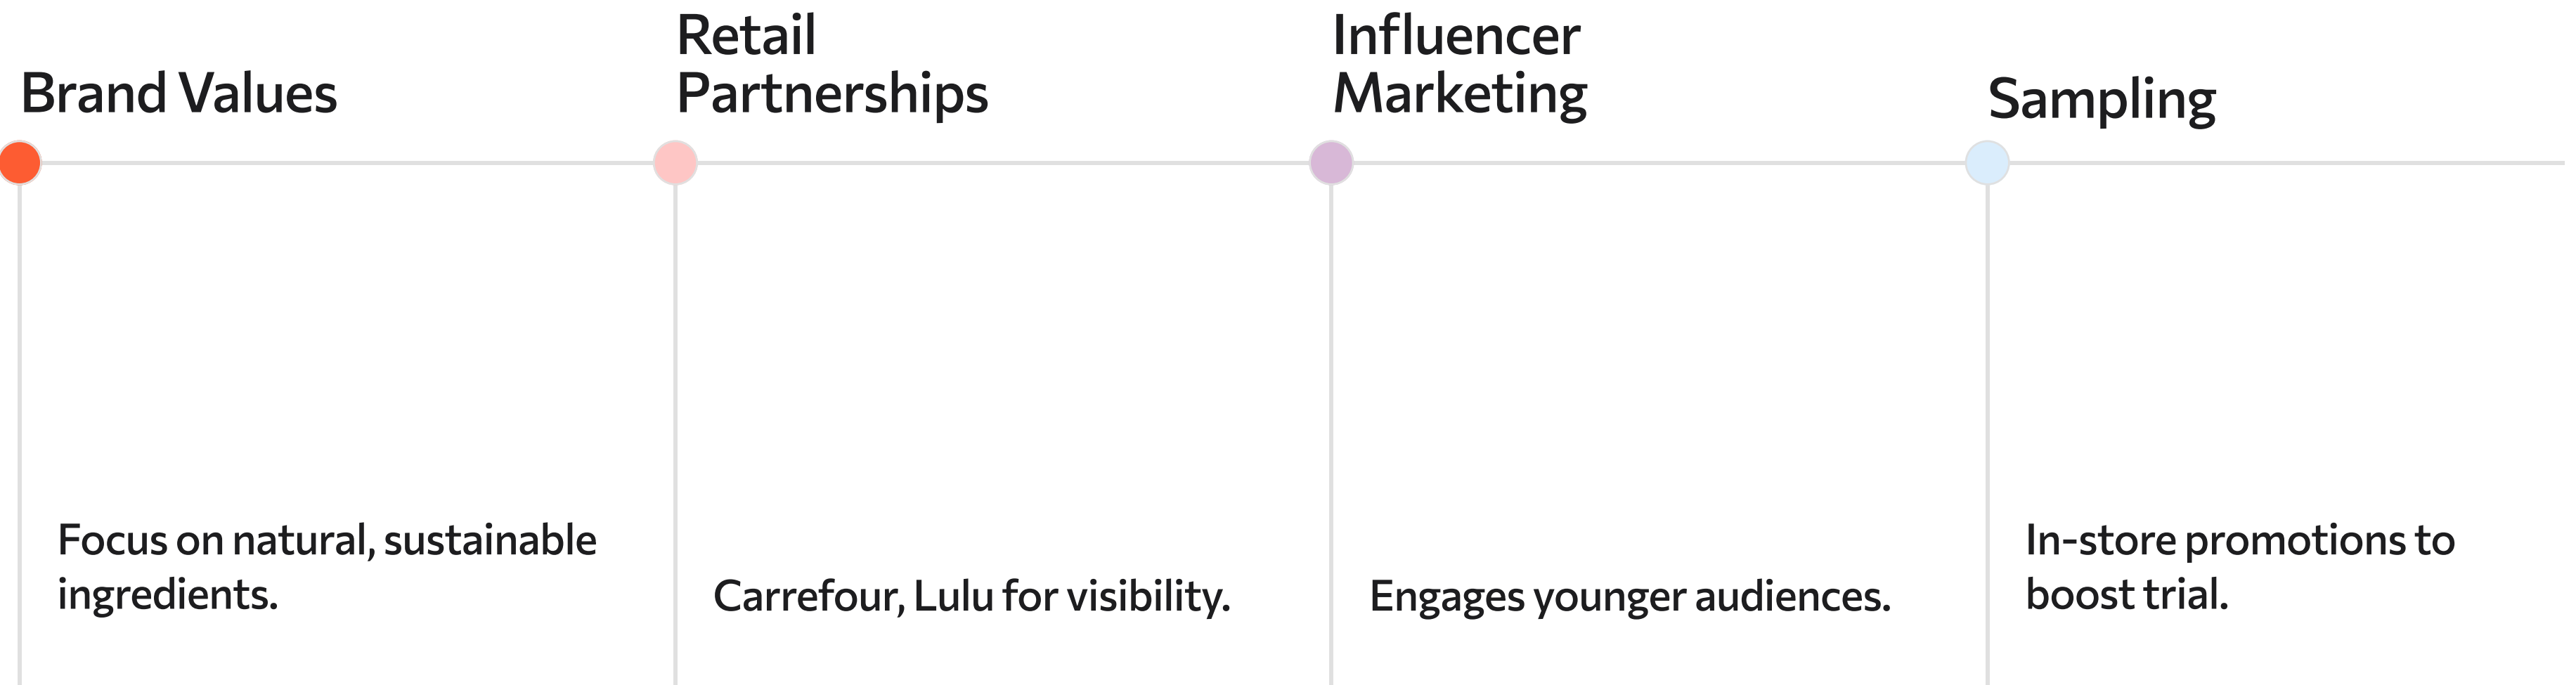 Brand Values
Retail
Partnerships
Influencer
Marketing
Sampling
Focus on natural, sustainable
ingredients.
Carrefour, Lulu for visibility.
Engages younger audiences.
In-store promotions to
boost trial.